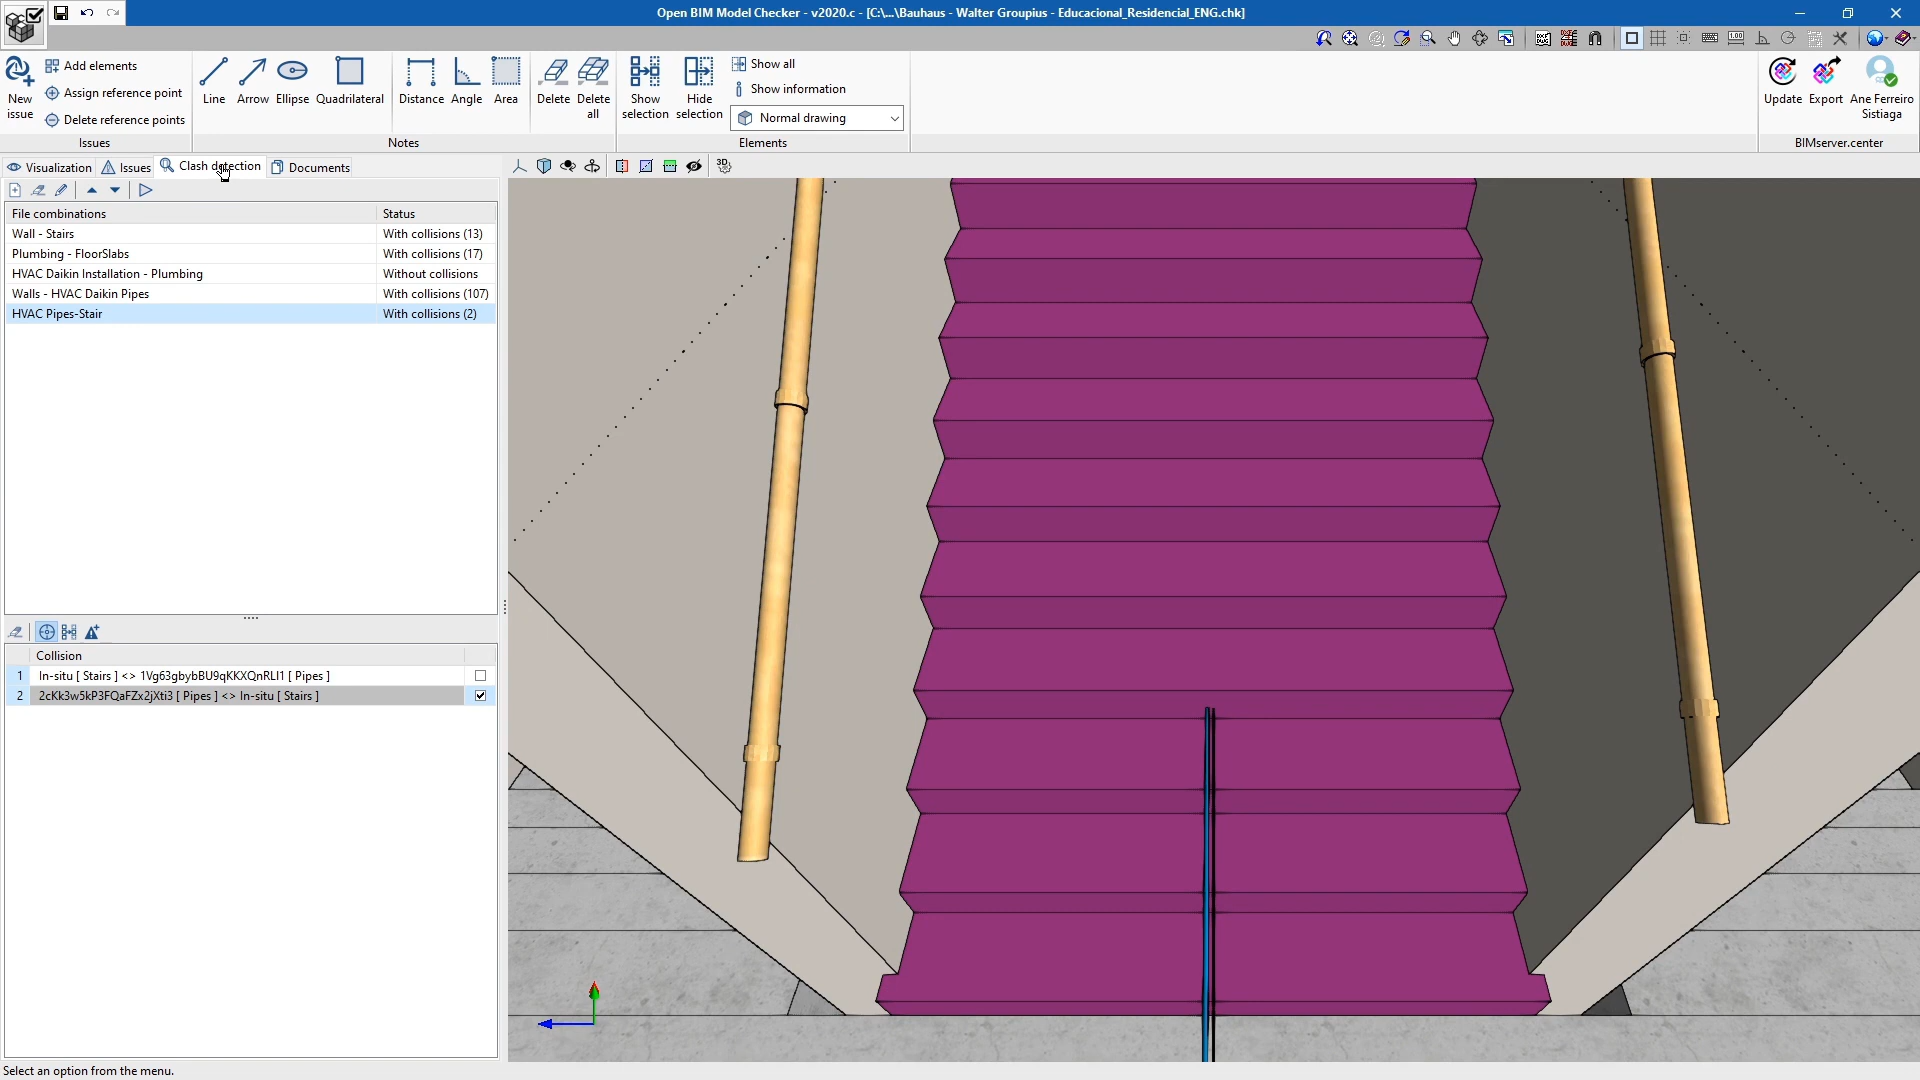 Open BIM Model Checker - v2020.c - [C:\...\Bauhaus - Walter Groupius - Educacional_Residencial_ENG.chk]
New issue
Add elements
Assign reference point
Delete reference points
Issues
Line
Arrow
Ellipse
Quadrilateral
Distance
Angle
Area
Delete
Delete all
Notes
Show selection
Hide selection
Show all
Show information
Normal drawing
Elements
Update
Export
Ane Ferreiro Sistiaga
BIMserver.center
Visualization
Issues
Clash detection
Documents
3D
File combinations
Status
Wall - Stairs
With collisions (13)
Plumbing - FloorSlabs
With collisions (17)
HVAC Daikin Installation - Plumbing
Without collisions
Walls - HVAC Daikin Pipes
With collisions (107)
HVAC Pipes-Stair
With collisions (2)
Collision
1 In-situ [ Stairs ] <> 1Vg63gbybBU9qKKXQnRLI1 [ Pipes ]
2 2cKk3w5kP3FQaFZx2jXti3 [ Pipes ] <> In-situ [ Stairs ]
Select an option from the menu.